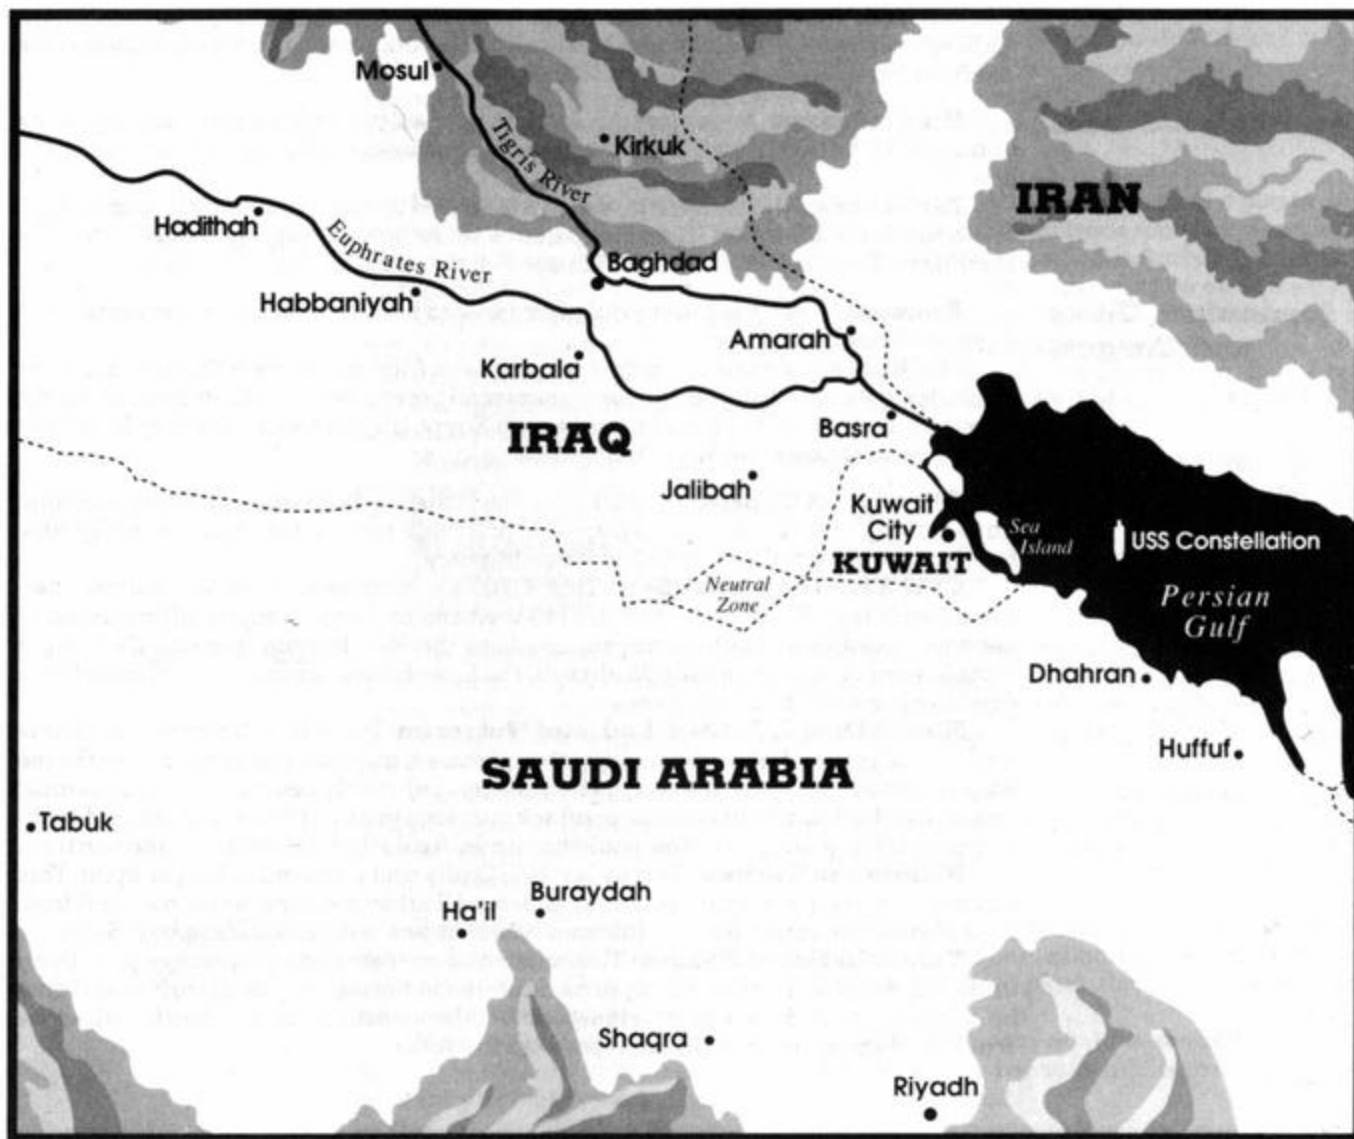 Mosul
Tigris River
Kirkuk
IRAN
Hadithah
Euphrates River
Baghdad
Habbaniyah
Amarah
Karbala
IRAQ
Basra
Jalibah
Kuwait
City
Sea
Island
USS Constellation
KUWAIT
Neutral
Zone
Persian
Gulf
Dhahran
Huffuf
SAUDI ARABIA
Tabuk
Buraydah
Ha'il
Shaqra
Riyadh